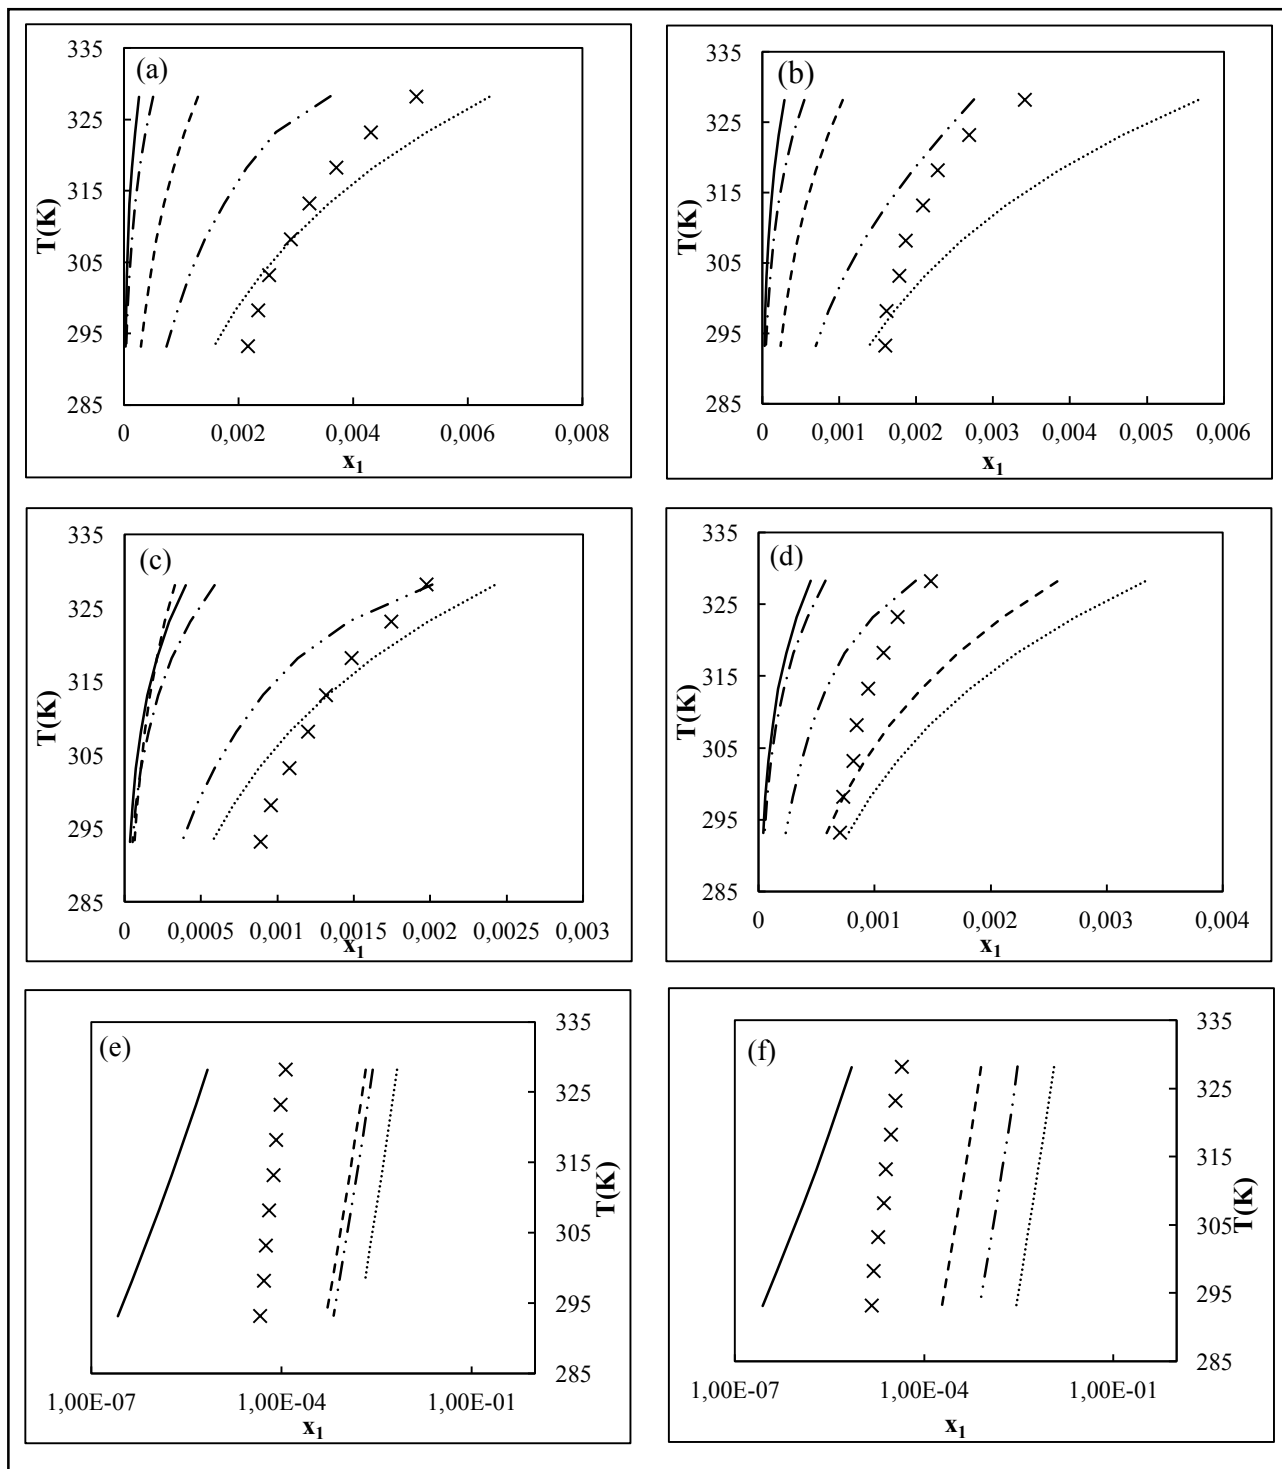 (a)
335
325
315
305
295
285
T(K)
0 0,002 0,004 0,006 0,008
x1
(b)
335
325
315
305
295
285
T(K)
0 0,001 0,002 0,003 0,004 0,005 0,006
x1
(c)
335
325
315
305
295
285
T(K)
0 0,0005 0,001 0,0015 0,002 0,0025 0,003
x1
(d)
335
325
315
305
295
285
T(K)
0 0,001 0,002 0,003 0,004
x1
(e)
335
325
315
305
295
285
T(K)
1,00E-07 1,00E-04 1,00E-01
x1
(f)
335
325
315
305
295
285
T(K)
1,00E-07 1,00E-04 1,00E-01
x1